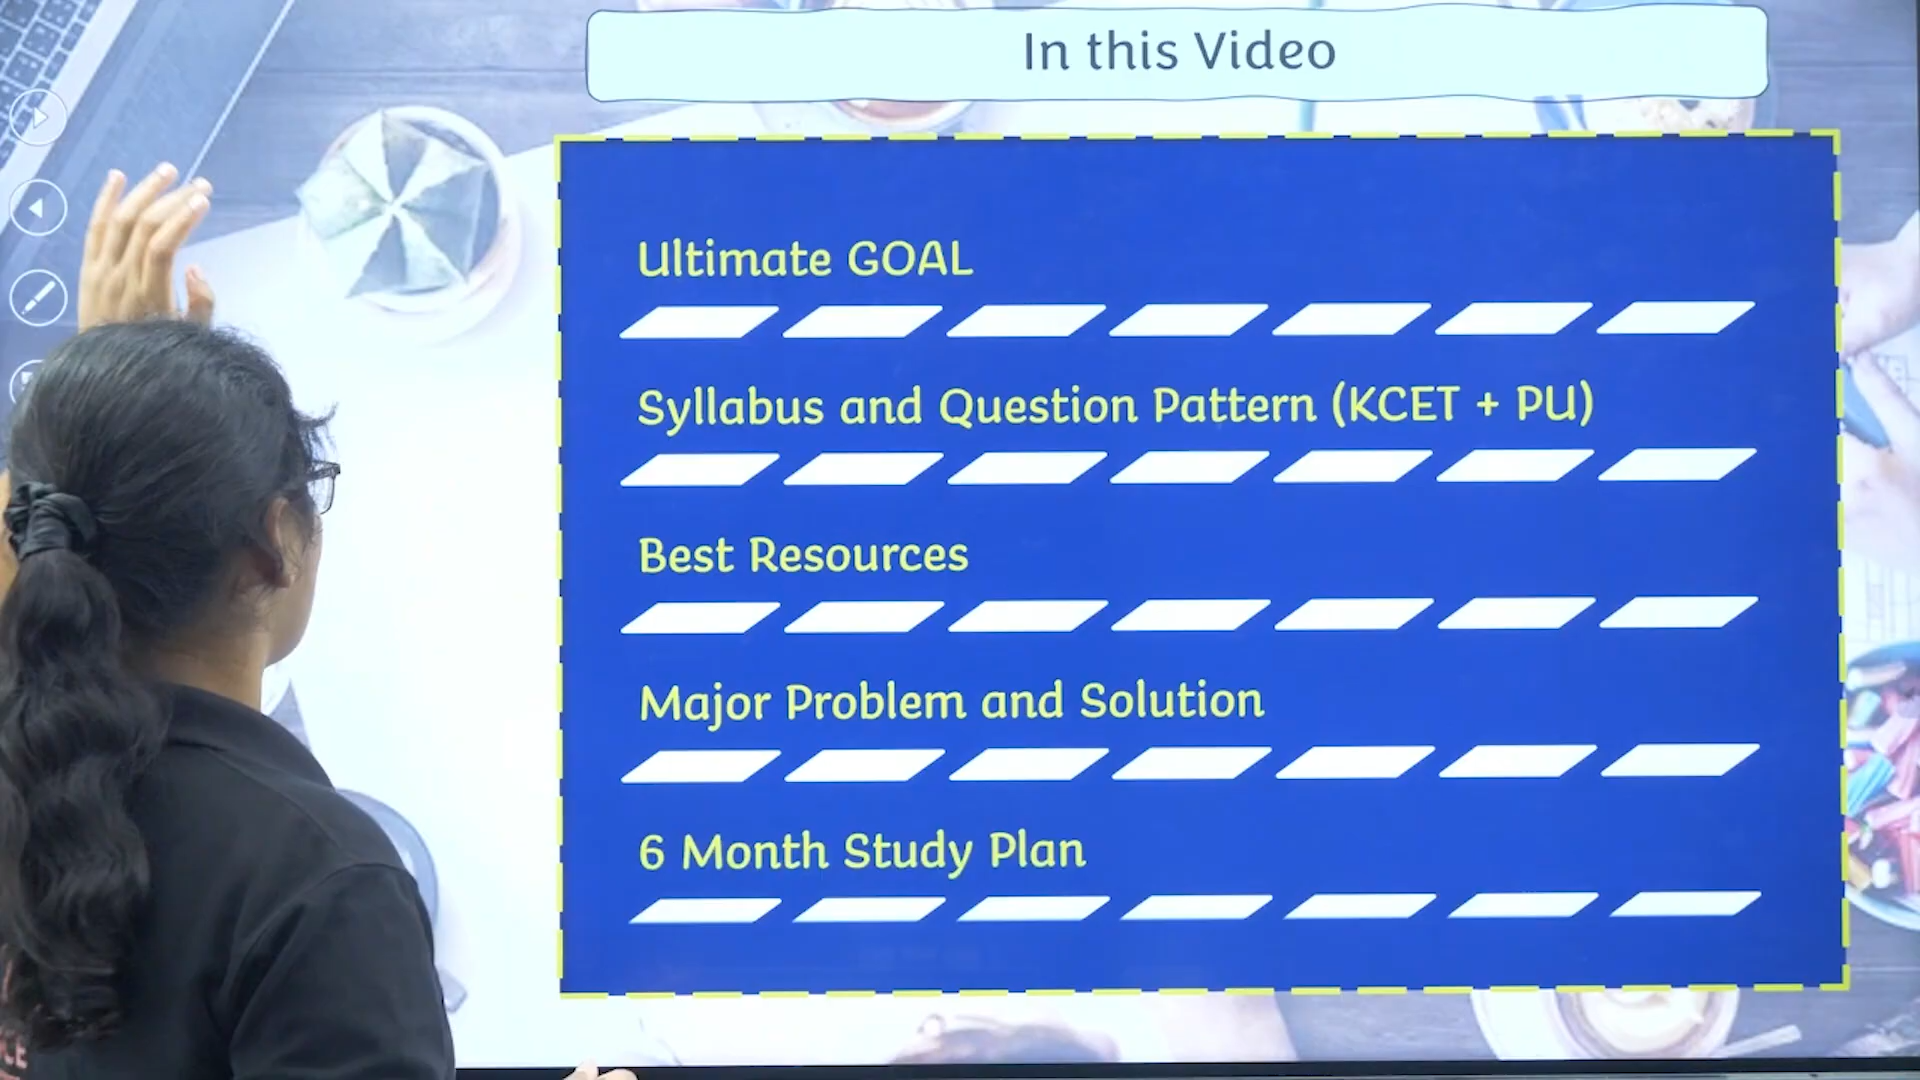 In this Video
Ultimate GOAL
Syllabus and Question Pattern (KCET + PU)
Best Resources
Major Problem and Solution
6 Month Study Plan